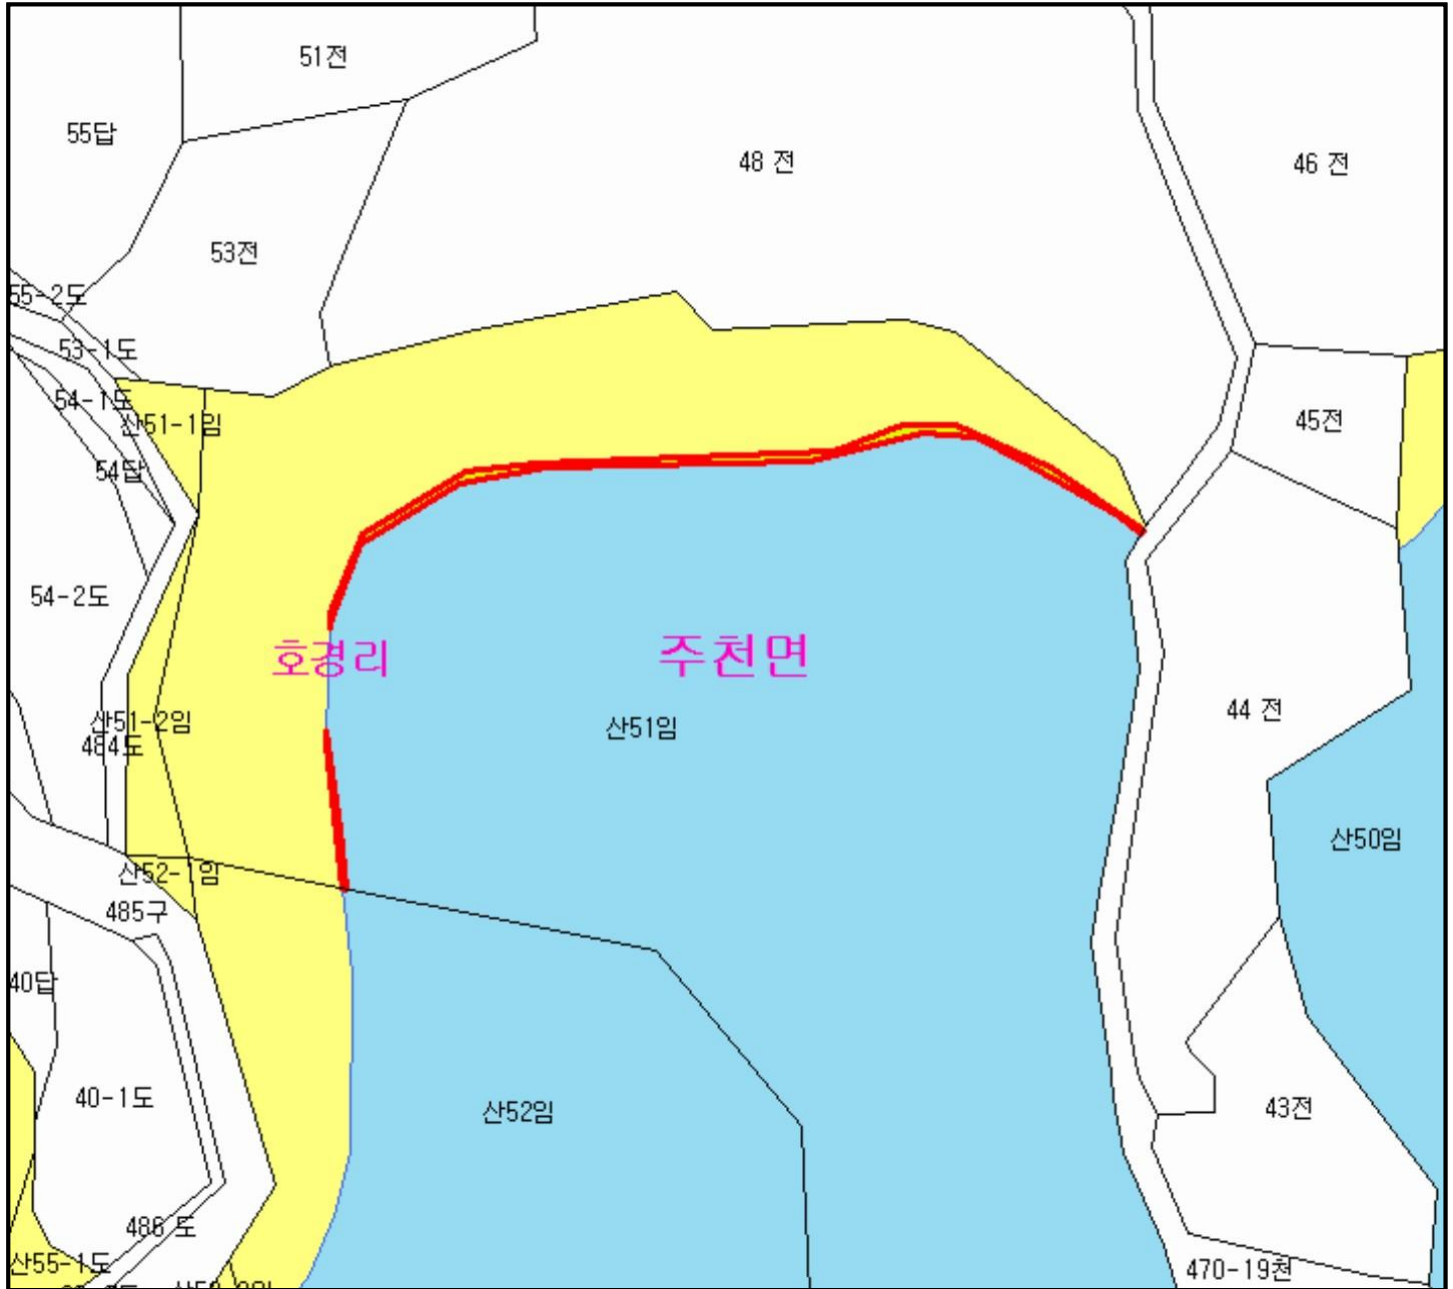 51전
55답
48 전
46 전
53전
55-2도
53-1도
54-1도
산51-1임
45전
54답
54-2도
호경리
주천면
산51-2임
산51임
44 전
484도
산50임
산52-1임
485구
40답
40-1도
산52임
43전
486 도
산55-1도
470-19천